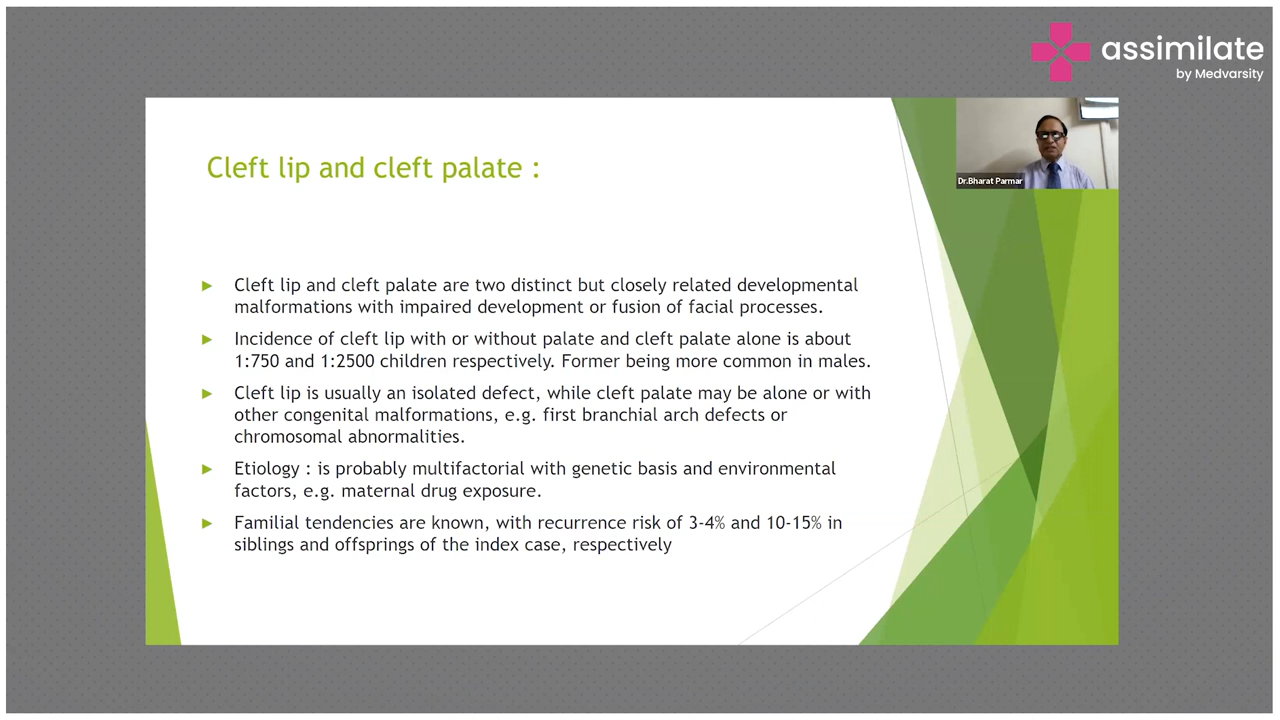 assimilate
by Medvarsity
Dr.Bharat Parmar
Cleft lip and cleft palate :
Cleft lip and cleft palate are two distinct but closely related developmental
malformations with impaired development or fusion of facial processes.
Incidence of cleft lip with or without palate and cleft palate alone is about
1:750 and 1:2500 children respectively. Former being more common in males.
Cleft lip is usually an isolated defect, while cleft palate may be alone or with
other congenital malformations, e.g. first branchial arch defects or
chromosomal abnormalities.
Etiology : is probably multifactorial with genetic basis and environmental
factors, e.g. maternal drug exposure.
Familial tendencies are known, with recurrence risk of 3-4% and 10-15% in
siblings and offsprings of the index case, respectively